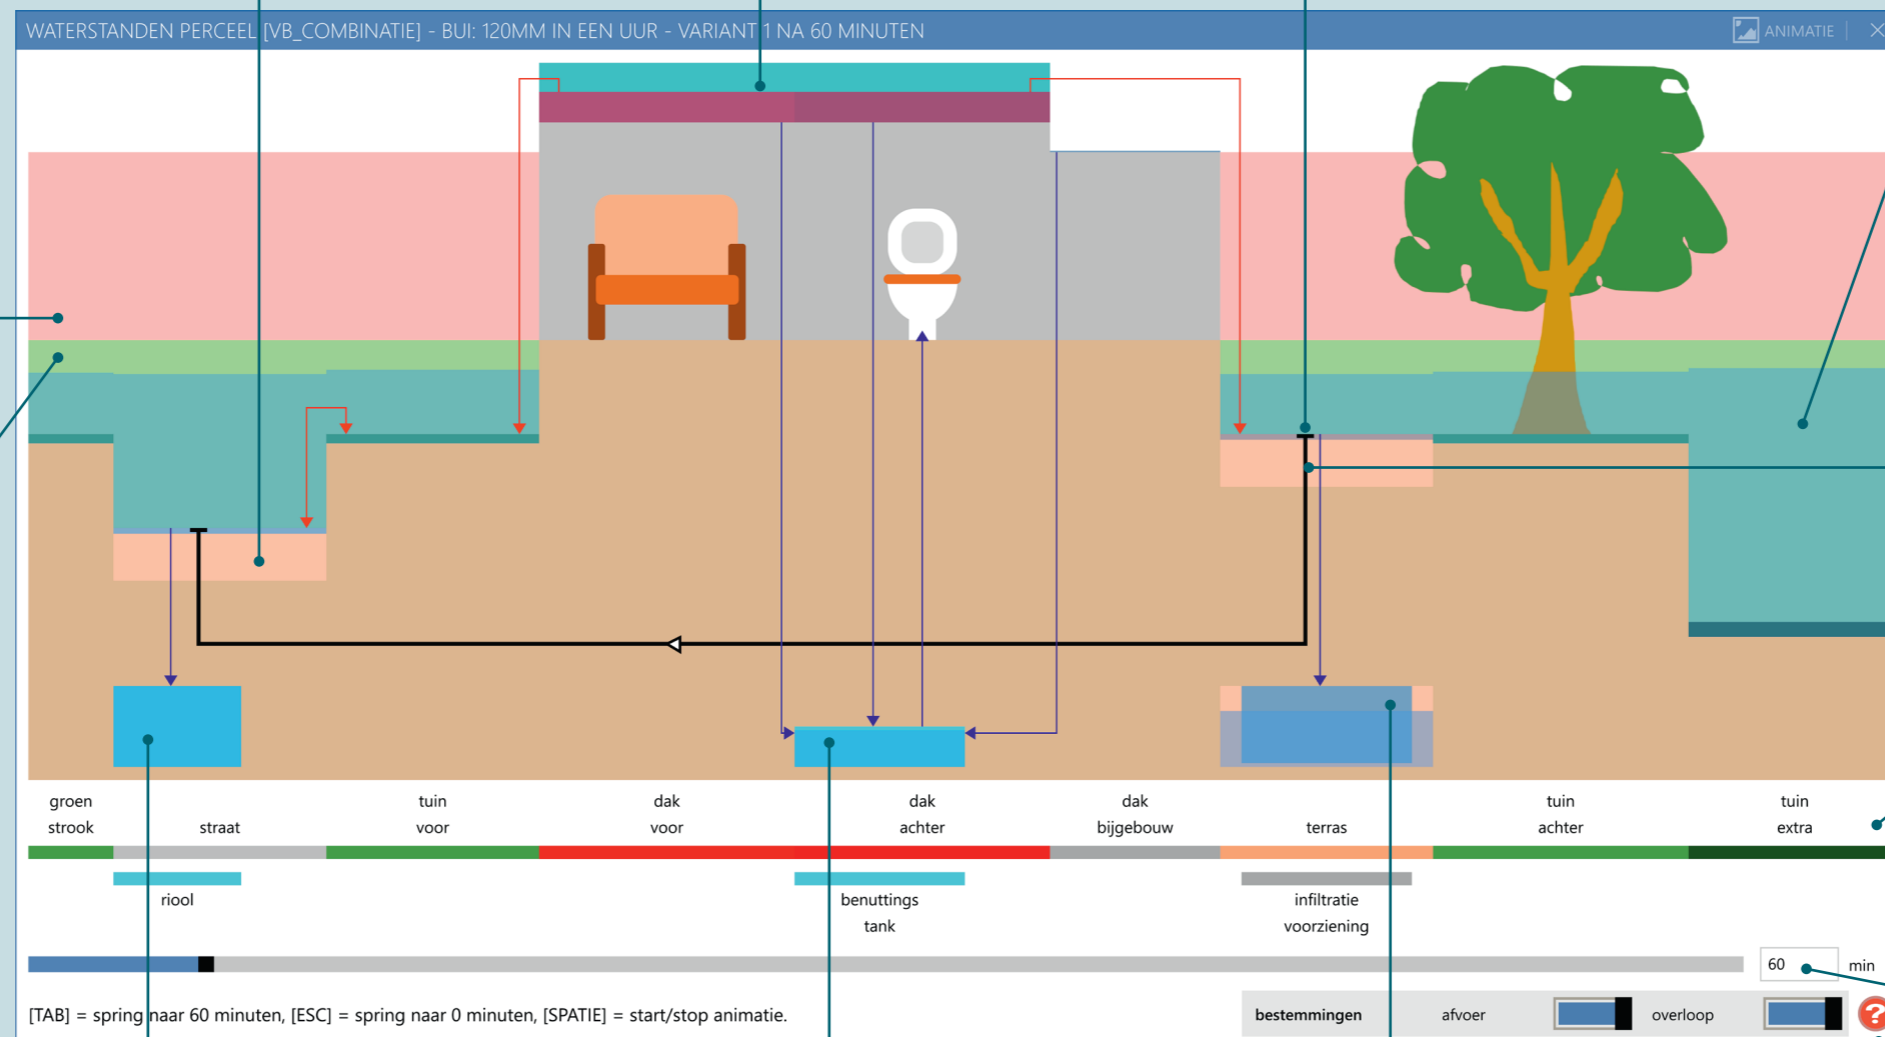 WATERSTANDEN PERCEEL [VB_COMBINATIE] - BUI: 120MM IN EEN UUR - VARIANT 1 NA 60 MINUTEN
ANIMATIE
groen
strook
straat
tuin
voor
dak
voor
dak
achter
dak
bijgebouw
terras
tuin
achter
tuin
extra
riool
benuttings
tank
infiltratie
voorziening
60 min
[TAB] = spring naar 60 minuten, [ESC] = spring naar 0 minuten, [SPATIE] = start/stop animatie.
bestemmingen afvoer overloop ?